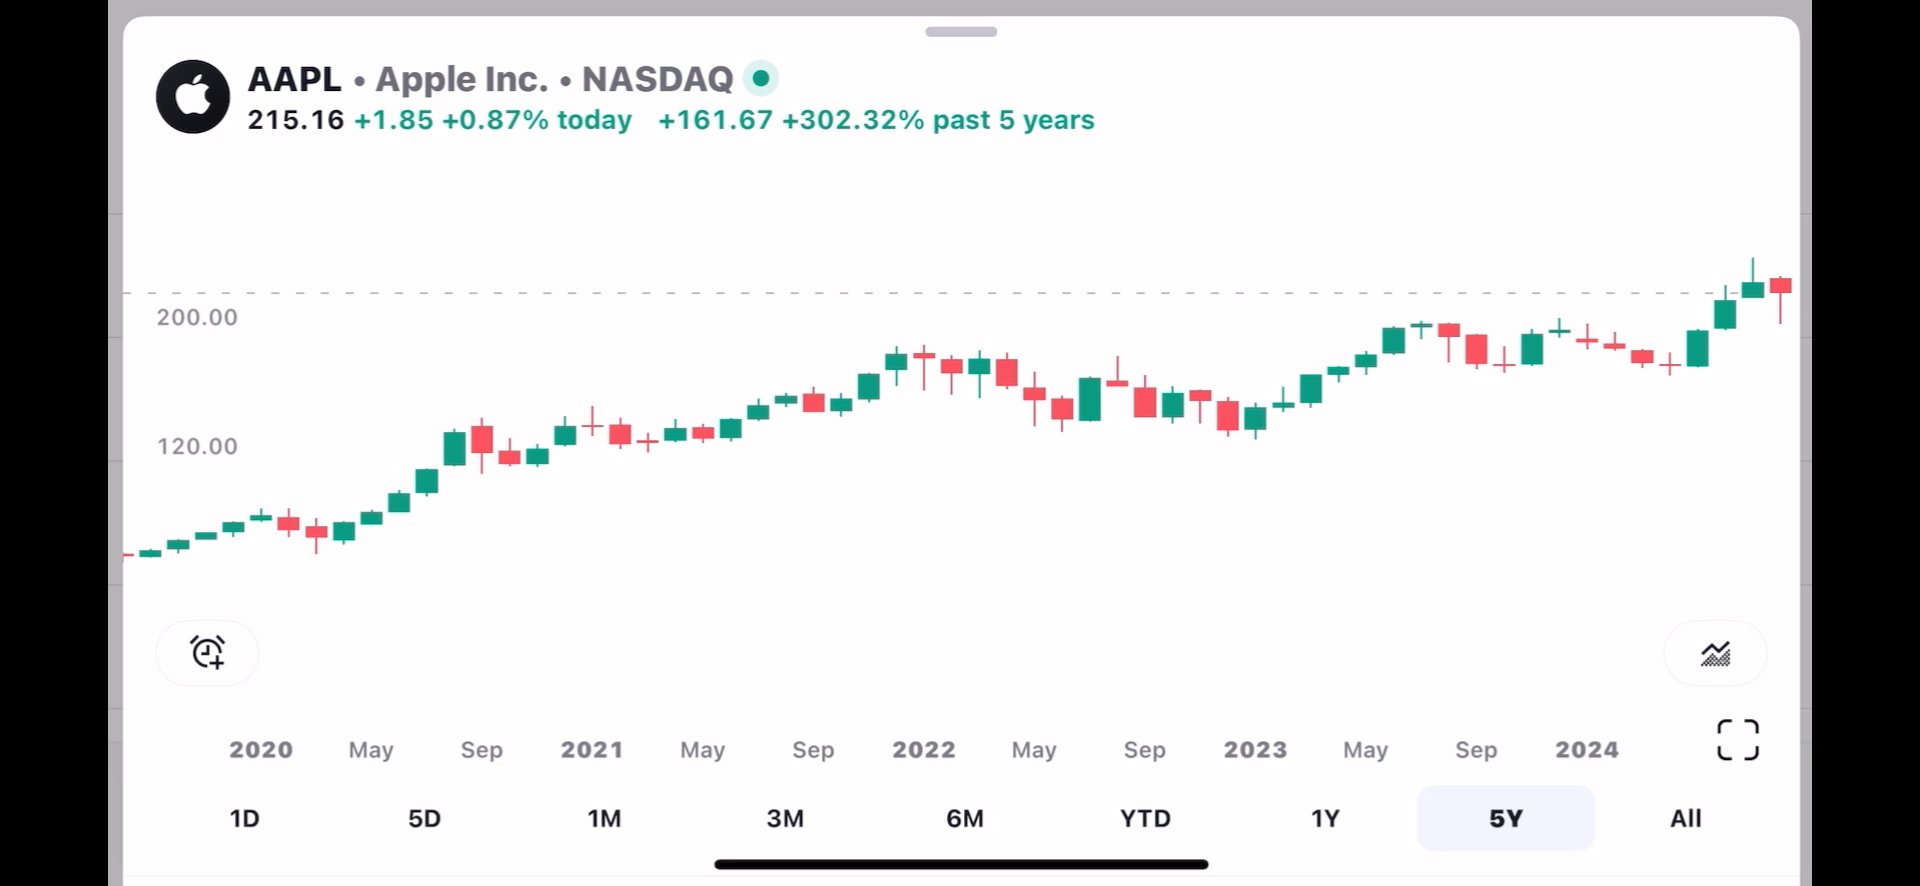 AAPL • Apple Inc. • NASDAQ
215.16 +1.85 +0.87% today +161.67 +302.32% past 5 years
200.00
120.00
2020 May Sep 2021 May Sep 2022 May Sep 2023 May Sep 2024
1D 5D 1M 3M 6M YTD 1Y 5Y All